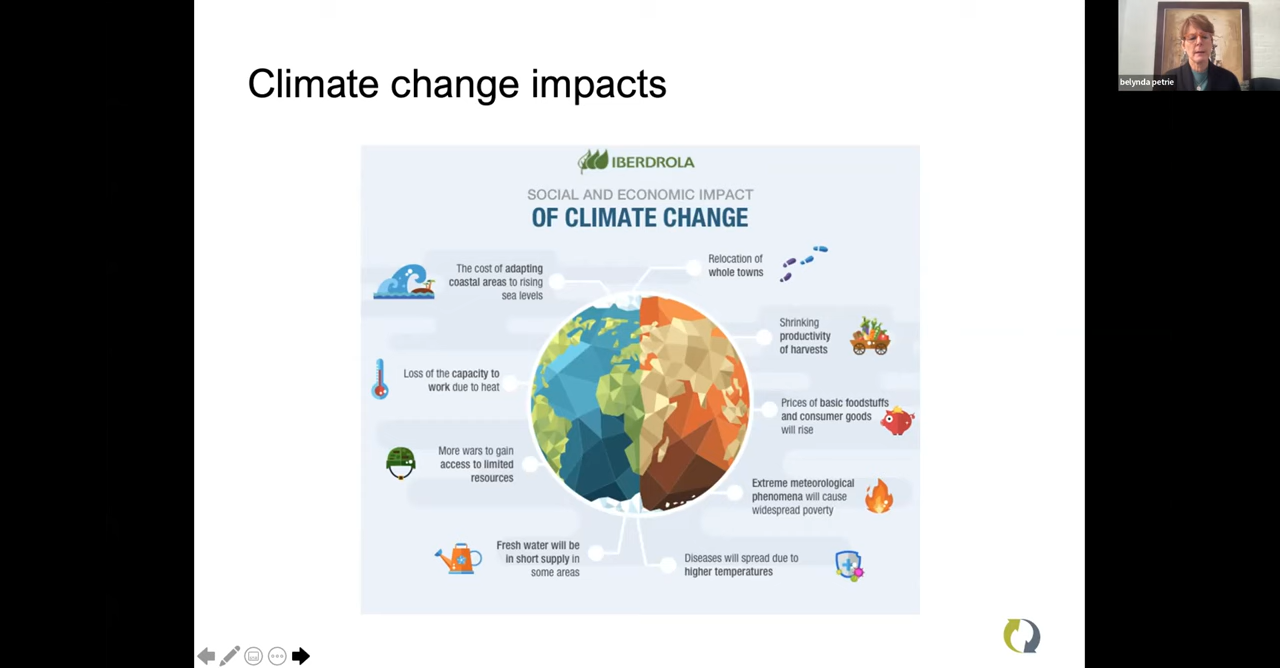 Climate change impacts
belynda petrie
IBERDROLA
SOCIAL AND ECONOMIC IMPACT
OF CLIMATE CHANGE
The cost of adapting
coastal areas to rising
sea levels
Relocation of
whole towns
Shrinking
productivity
of harvests
Loss of the capacity to
work due to heat
Prices of basic foodstuffs
and consumer goods
will rise
More wars to gain
access to limited
resources
Extreme meteorological
phenomena will cause
widespread poverty
Fresh water will be
in short supply in
some areas
Diseases will spread due to
higher temperatures